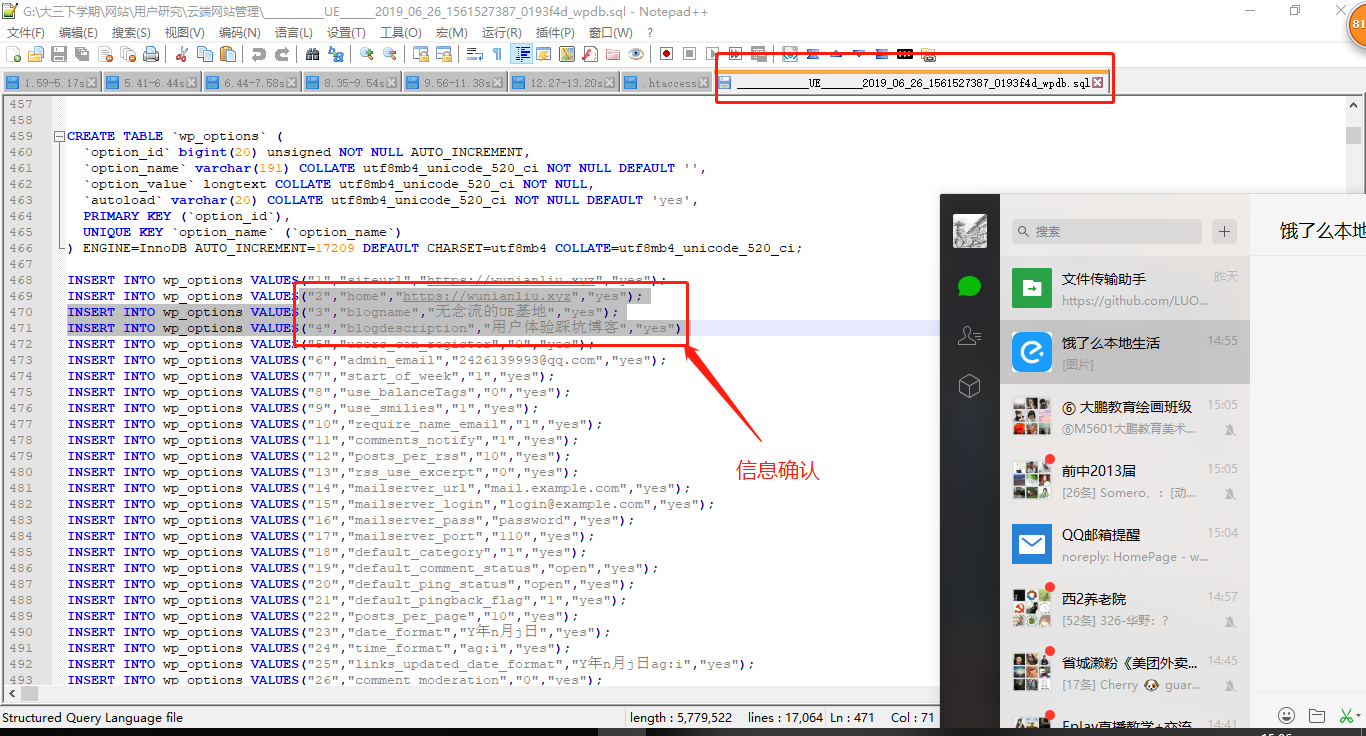 G:\大三下学期\网站\用户研究\云端网站管理\__________UE______2019_06_26_1561527387_0193f4d_wpdb.sql - Notepad++
81
文件(F) 编辑(E) 搜索(S) 视图(V) 编码(N) 语言(L) 设置(T) 工具(O) 宏(M) 运行(R) 插件(P) 窗口(W) ?
1.59-5.17s 5.41-6.44s 6.44-7.58s 8.35-9.54s 9.56-11.38s 12.27-13.20s .htaccess ___________UE______2019_06_26_1561527387_0193f4d_wpdb.sql
457
458
459 CREATE TABLE `wp_options` (
460 `option_id` bigint(20) unsigned NOT NULL AUTO_INCREMENT,
461 `option_name` varchar(191) COLLATE utf8mb4_unicode_520_ci NOT NULL DEFAULT '',
462 `option_value` longtext COLLATE utf8mb4_unicode_520_ci NOT NULL,
463 `autoload` varchar(20) COLLATE utf8mb4_unicode_520_ci NOT NULL DEFAULT 'yes',
464 PRIMARY KEY (`option_id`),
465 UNIQUE KEY `option_name` (`option_name`)
466 ) ENGINE=InnoDB AUTO_INCREMENT=17209 DEFAULT CHARSET=utf8mb4 COLLATE=utf8mb4_unicode_520_ci;
467
468 INSERT INTO wp_options VALUES("1","siteurl","https://wunianliu.xyz","yes");
469 INSERT INTO wp_options VALUES("2","home","https://wunianliu.xyz","yes");
470 INSERT INTO wp_options VALUES("3","blogname","无念流的UE基地","yes");
471 INSERT INTO wp_options VALUES("4","blogdescription","用户体验踩坑博客","yes")
472 INSERT INTO wp_options VALUES("5","users_can_register","0","yes");
473 INSERT INTO wp_options VALUES("6","admin_email","2426139993@qq.com","yes");
474 INSERT INTO wp_options VALUES("7","start_of_week","1","yes");
475 INSERT INTO wp_options VALUES("8","use_balanceTags","0","yes");
476 INSERT INTO wp_options VALUES("9","use_smilies","1","yes");
477 INSERT INTO wp_options VALUES("10","require_name_email","1","yes");
478 INSERT INTO wp_options VALUES("11","comments_notify","1","yes");
479 INSERT INTO wp_options VALUES("12","posts_per_rss","10","yes");
480 INSERT INTO wp_options VALUES("13","rss_use_excerpt","0","yes");
481 INSERT INTO wp_options VALUES("14","mailserver_url","mail.example.com","yes");
482 INSERT INTO wp_options VALUES("15","mailserver_login","login@example.com","yes");
483 INSERT INTO wp_options VALUES("16","mailserver_pass","password","yes");
484 INSERT INTO wp_options VALUES("17","mailserver_port","110","yes");
485 INSERT INTO wp_options VALUES("18","default_category","1","yes");
486 INSERT INTO wp_options VALUES("19","default_comment_status","open","yes");
487 INSERT INTO wp_options VALUES("20","default_ping_status","open","yes");
488 INSERT INTO wp_options VALUES("21","default_pingback_flag","1","yes");
489 INSERT INTO wp_options VALUES("22","posts_per_page","10","yes");
490 INSERT INTO wp_options VALUES("23","date_format","Y年n月j日","yes");
491 INSERT INTO wp_options VALUES("24","time_format","ag:i","yes");
492 INSERT INTO wp_options VALUES("25","links_updated_date_format","Y年n月j日ag:i","yes");
493 INSERT INTO wp_options VALUES("26","comment_moderation","0","yes");
信息确认
Structured Query Language file length : 5,779,522 lines : 17,064 Ln : 471 Col : 71
搜索
饿了么本地
文件传输助手 昨天
https://github.com/LUO...
饿了么本地生活 14:55
[图片]
⑥ 大鹏教育绘画班级 15:05
⑥M5601大鹏教育美术...
前中2013届 15:05
[26条] Somero、: [动...
QQ邮箱提醒 15:04
noreply: HomePage - w...
西2养老院 14:57
[52条] 326-华野: ?
省城濑粉《美团外卖... 14:45
[17条] Cherry 🐶 guar...
Eplay直播教学+交流 14:41